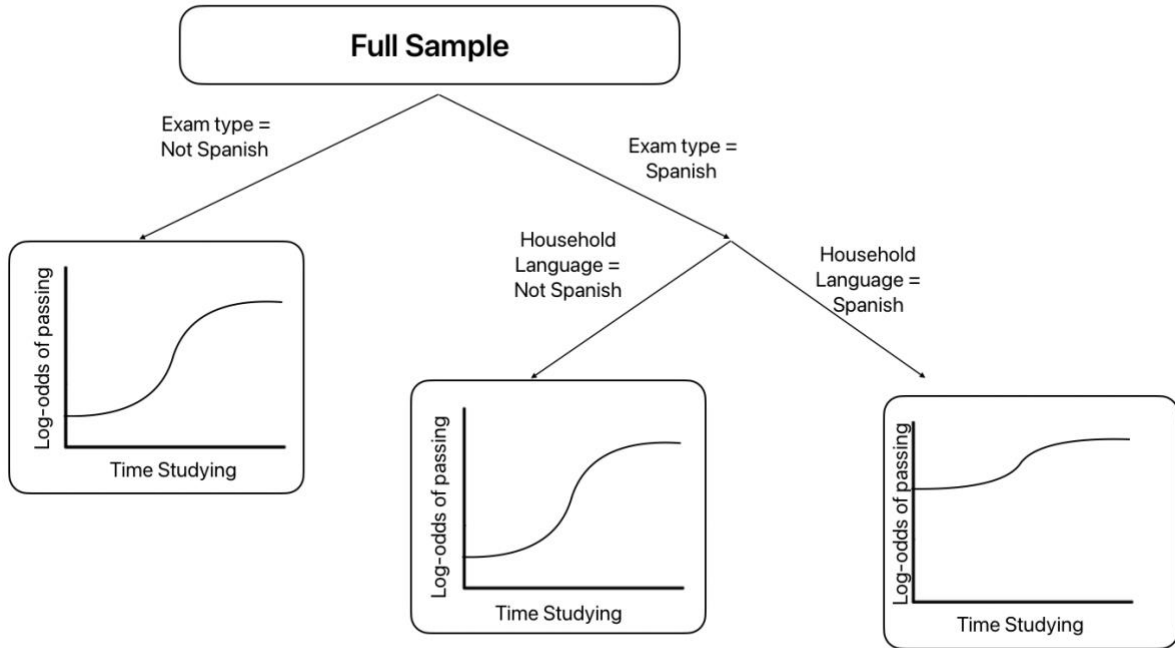 Full Sample
Exam type =
Not Spanish
Exam type =
Spanish
Household
Language =
Not Spanish
Household
Language =
Spanish
Log-odds of passing
Time Studying
Log-odds of passing
Time Studying
Log-odds of passing
Time Studying